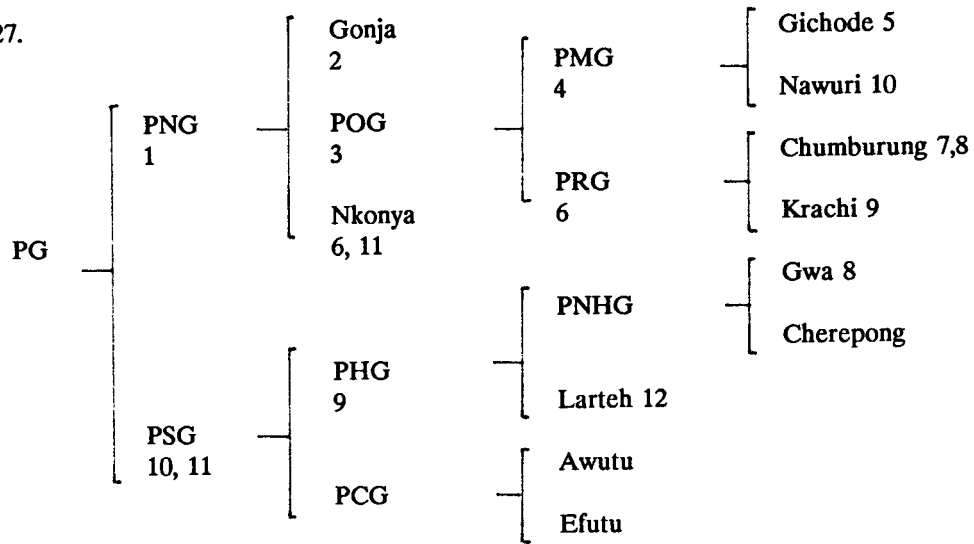 27.
PG
PNG
1
PSG
10, 11
Gonja
2
POG
3
Nkonya
6, 11
PHG
9
PCG
PMG
4
PRG
6
PNHG
Larteh 12
Awutu
Efutu
Gichode 5
Nawuri 10
Chumburung 7,8
Krachi 9
Gwa 8
Cherepong